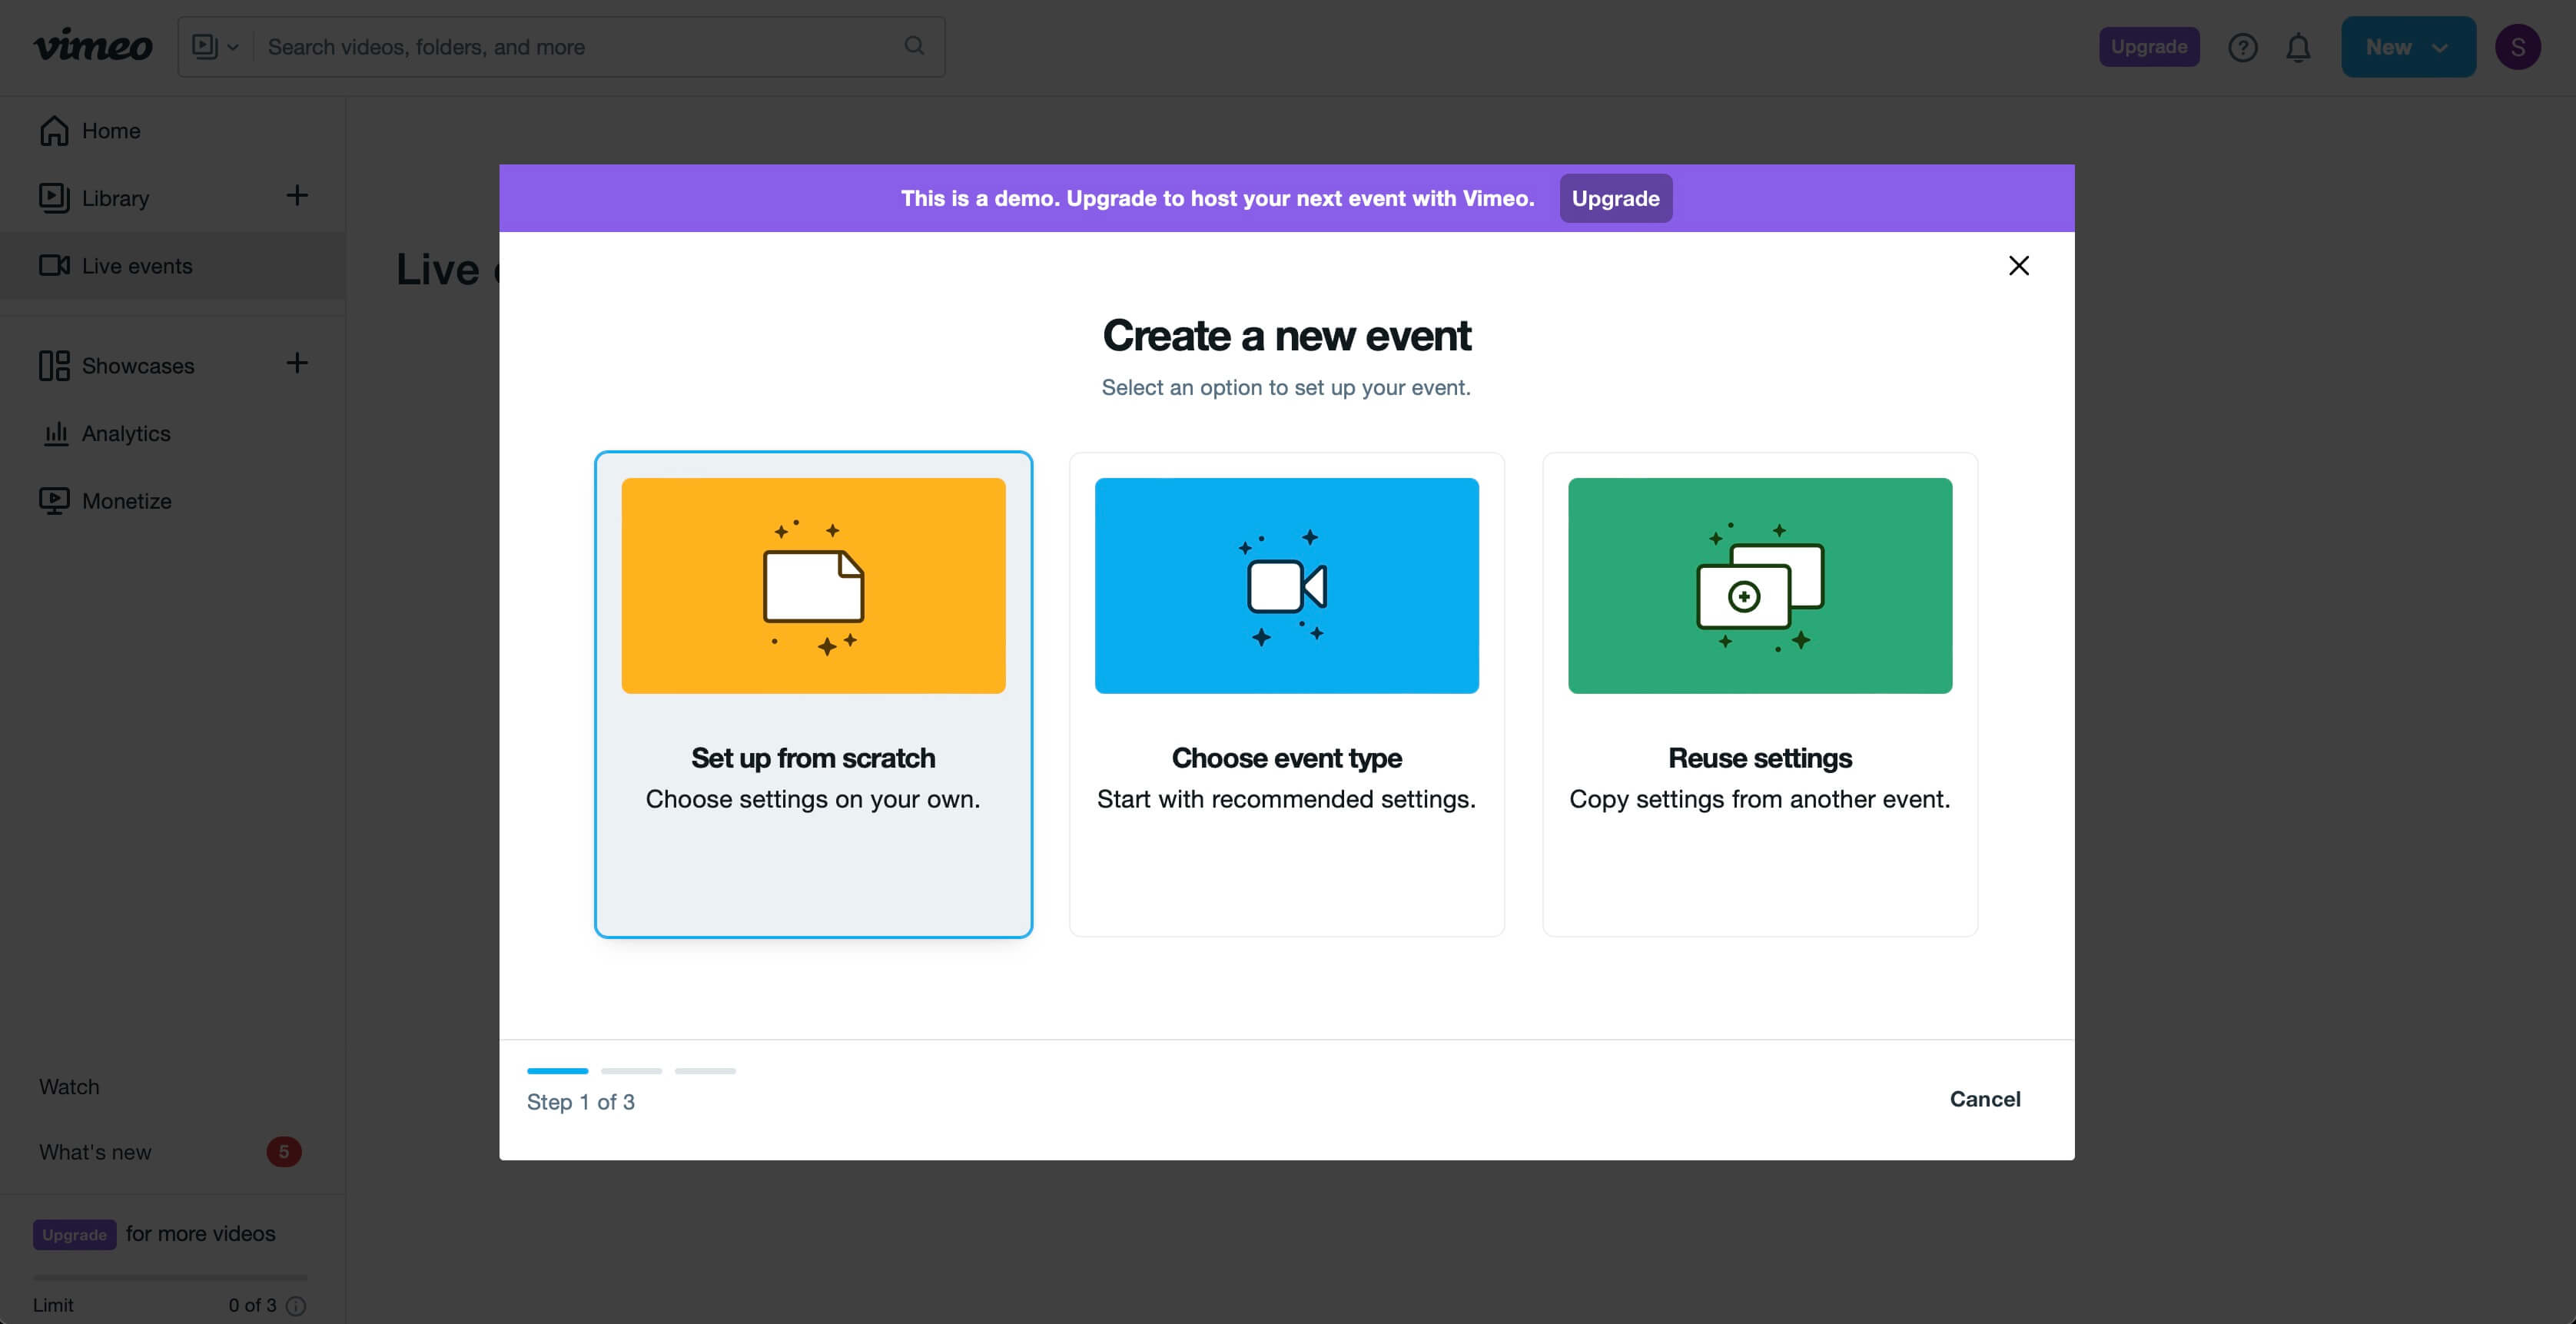 vimeo
Search videos, folders, and more
Upgrade
New
S
Home
Library
Live events
Showcases
Analytics
Monetize
Watch
What's new
5
Upgrade for more videos
Limit
0 of 3
Live
This is a demo. Upgrade to host your next event with Vimeo.
Upgrade
Create a new event
Select an option to set up your event.
Set up from scratch
Choose settings on your own.
Choose event type
Start with recommended settings.
Reuse settings
Copy settings from another event.
Step 1 of 3
Cancel